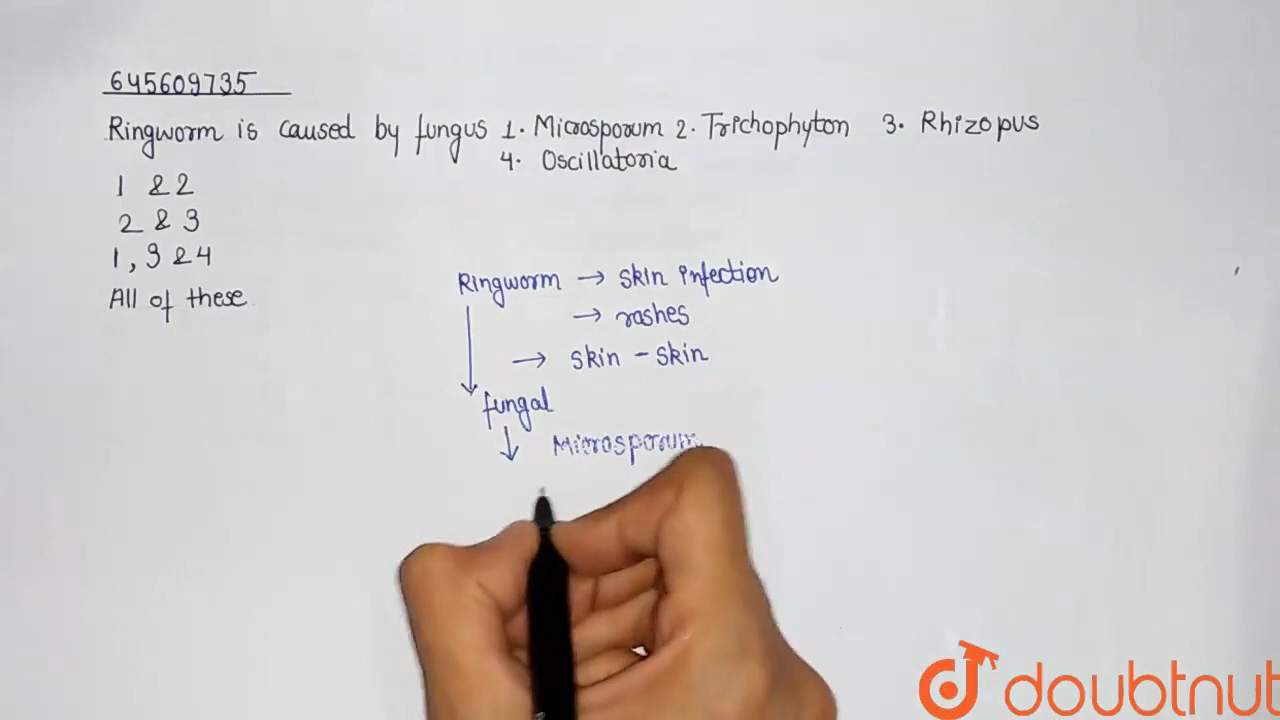 645609735
Ringworm is caused by fungus 1. Microsporum 2. Trichophyton 3. Rhizopus
4. Oscillatoria
1 & 2
2 & 3
1, 3 & 4
All of these
Ringworm → skin infection
→ rashes
→ skin - skin
fungal
Microsporum
doubtnut